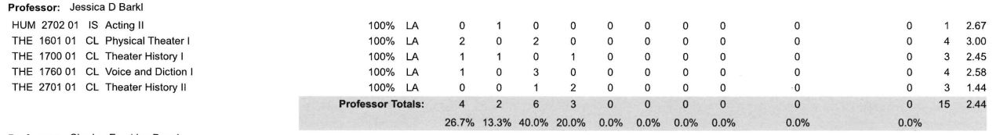 Professor: Jessica D Barkl
HUM 2702 01 IS Acting II 100% LA 0 1 0 0 0 0 0 0 0 0 1 2.67
THE 1601 01 CL Physical Theater I 100% LA 2 0 2 0 0 0 0 0 0 0 4 3.00
THE 1700 01 CL Theater History I 100% LA 1 1 0 1 0 0 0 0 0 0 3 2.45
THE 1760 01 CL Voice and Diction I 100% LA 1 0 3 0 0 0 0 0 0 0 4 2.58
THE 2701 01 CL Theater History II 100% LA 0 0 1 2 0 0 0 0 0 0 3 1.44
Professor Totals: 4 2 6 3 0 0 0 0 0 0 15 2.44
26.7% 13.3% 40.0% 20.0% 0.0% 0.0% 0.0% 0.0% 0.0% 0.0%